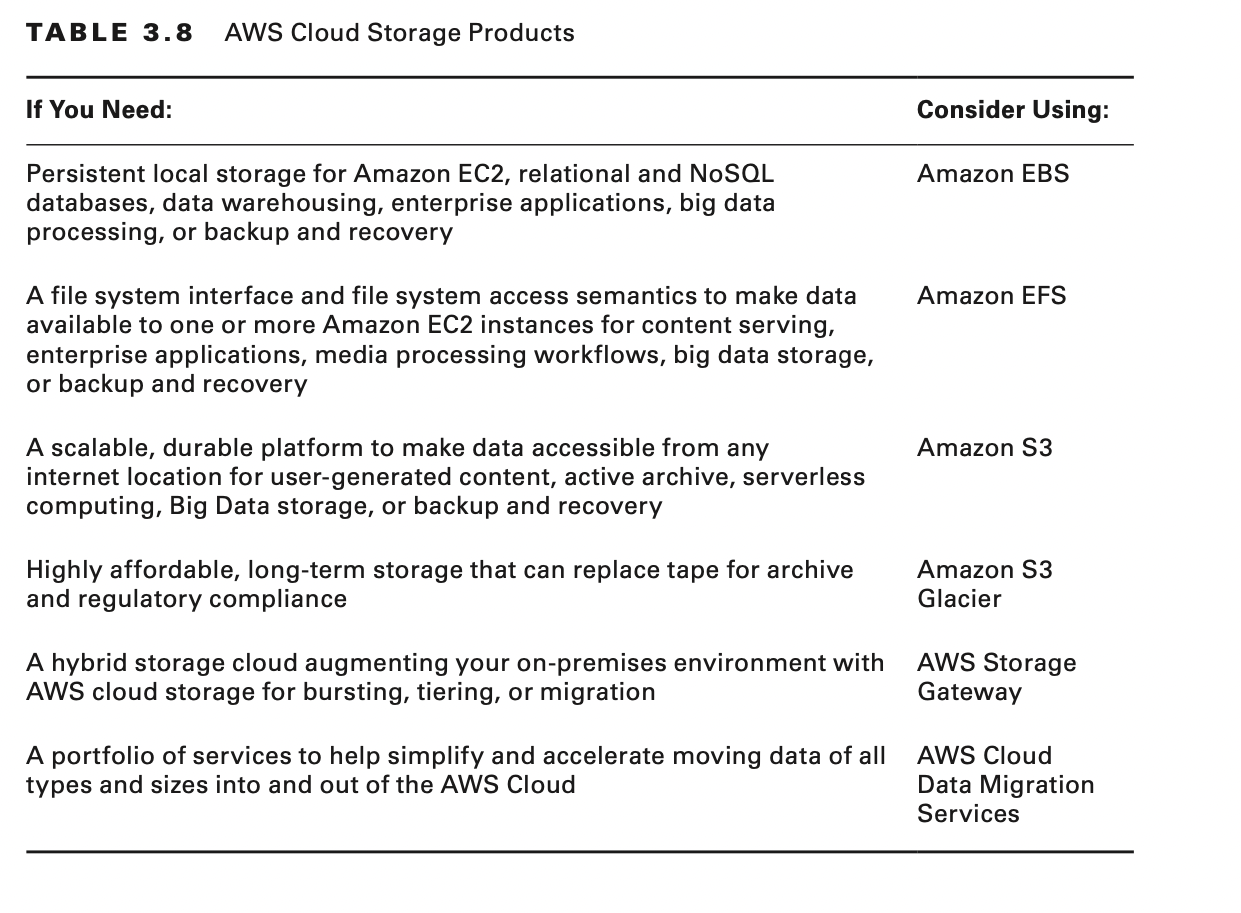 TABLE 3.8 AWS Cloud Storage Products
If You Need: Consider Using:
Persistent local storage for Amazon EC2, relational and NoSQL Amazon EBS
databases, data warehousing, enterprise applications, big data
processing, or backup and recovery
A file system interface and file system access semantics to make data Amazon EFS
available to one or more Amazon EC2 instances for content serving,
enterprise applications, media processing workflows, big data storage,
or backup and recovery
A scalable, durable platform to make data accessible from any Amazon S3
internet location for user-generated content, active archive, serverless
computing, Big Data storage, or backup and recovery
Highly affordable, long-term storage that can replace tape for archive Amazon S3
and regulatory compliance Glacier
A hybrid storage cloud augmenting your on-premises environment with AWS Storage
AWS cloud storage for bursting, tiering, or migration Gateway
A portfolio of services to help simplify and accelerate moving data of all AWS Cloud
types and sizes into and out of the AWS Cloud Data Migration
Services